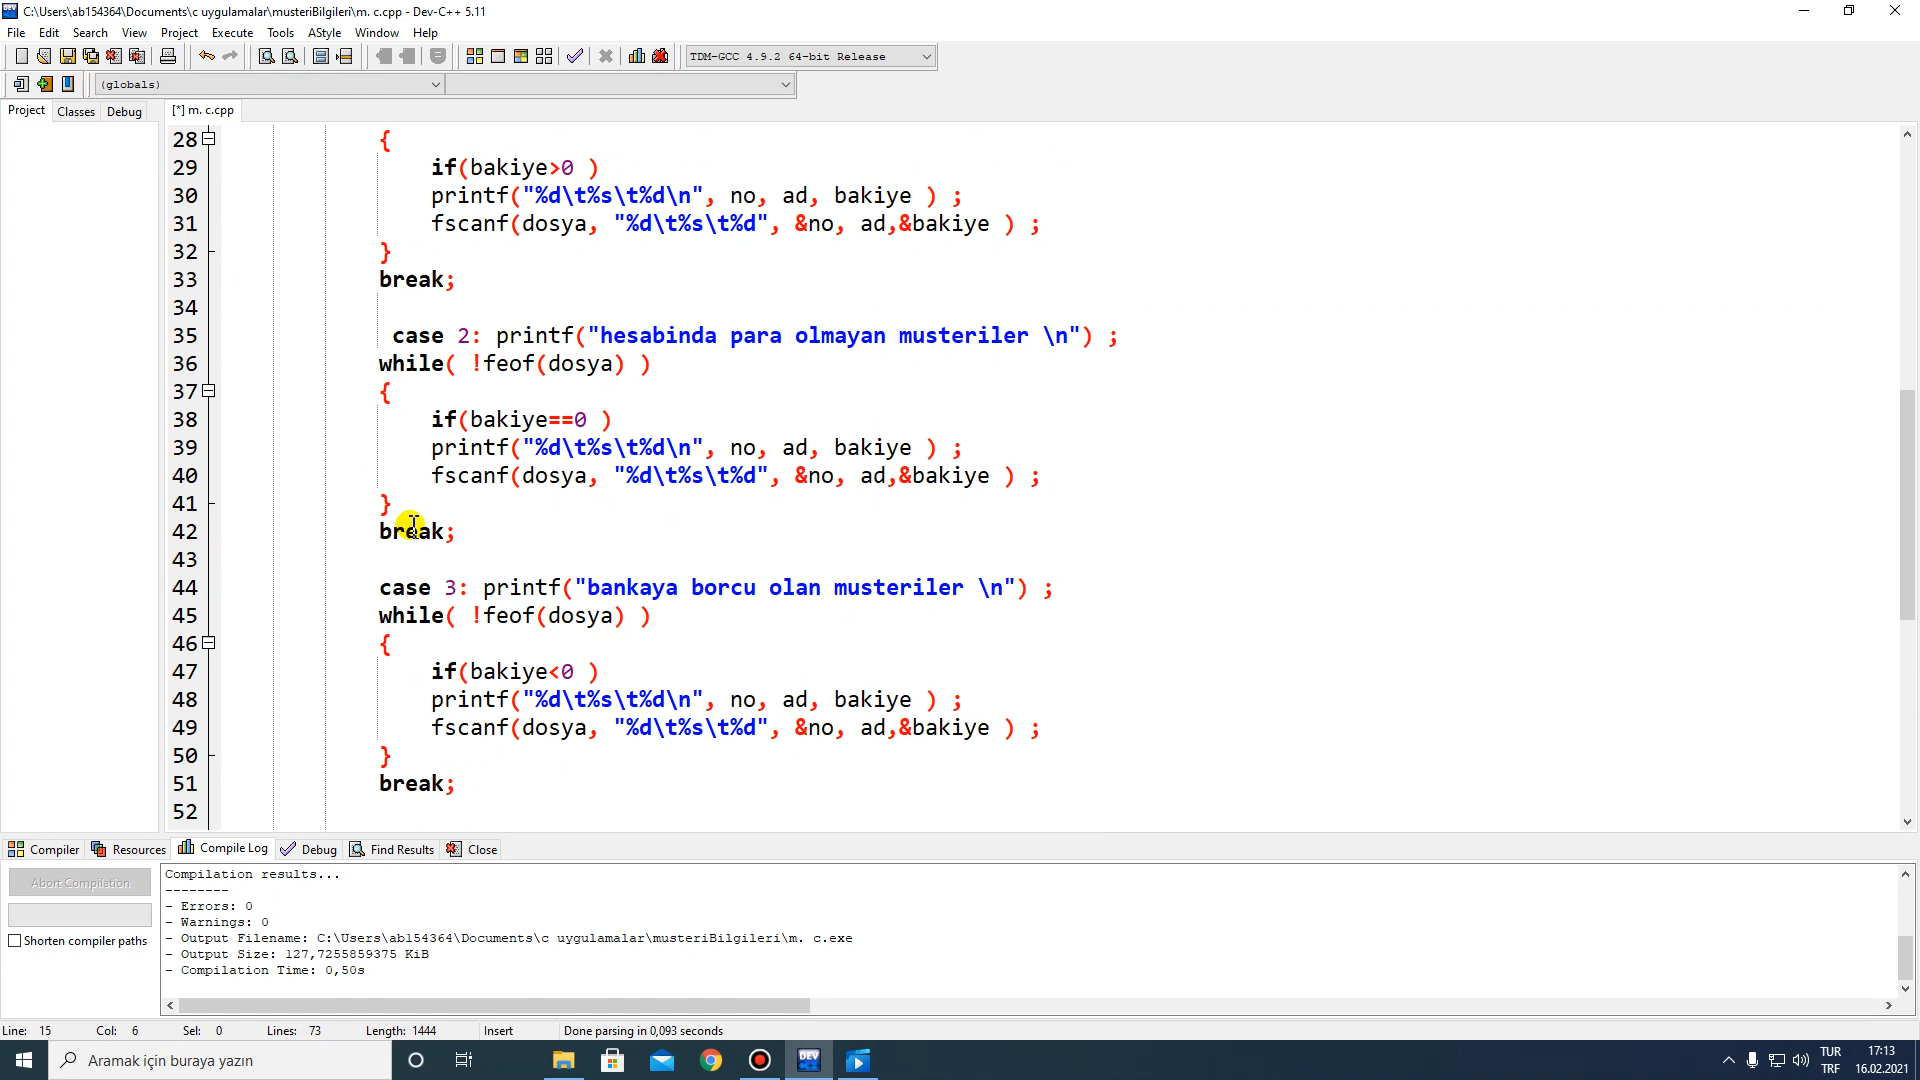 C:\Users\ab154364\Documents\c uygulamalar\musteriBilgileri\m. c.cpp - Dev-C++ 5.11
File Edit Search View Project Execute Tools AStyle Window Help
TDM-GCC 4.9.2 64-bit Release
(globals)
Project Classes Debug [*] m. c.cpp
28 {
29 if(bakiye>0 )
30 printf("%d\t%s\t%d\n", no, ad, bakiye ) ;
31 fscanf(dosya, "%d\t%s\t%d", &no, ad,&bakiye ) ;
32 }
33 break;
34
35 case 2: printf("hesabinda para olmayan musteriler \n") ;
36 while( !feof(dosya) )
37 {
38 if(bakiye==0 )
39 printf("%d\t%s\t%d\n", no, ad, bakiye ) ;
40 fscanf(dosya, "%d\t%s\t%d", &no, ad,&bakiye ) ;
41 }
42 break;
43
44 case 3: printf("bankaya borcu olan musteriler \n") ;
45 while( !feof(dosya) )
46 {
47 if(bakiye<0 )
48 printf("%d\t%s\t%d\n", no, ad, bakiye ) ;
49 fscanf(dosya, "%d\t%s\t%d", &no, ad,&bakiye ) ;
50 }
51 break;
52
Compiler Resources Compile Log Debug Find Results Close
Abort Compilation
Shorten compiler paths
Compilation results...
--------
- Errors: 0
- Warnings: 0
- Output Filename: C:\Users\ab154364\Documents\c uygulamalar\musteriBilgileri\m. c.exe
- Output Size: 127,7255859375 KiB
- Compilation Time: 0,50s
Line: 15 Col: 6 Sel: 0 Lines: 73 Length: 1444 Insert Done parsing in 0,093 seconds
Aramak için buraya yazın
DEV
TUR
TRF
17:13
16.02.2021